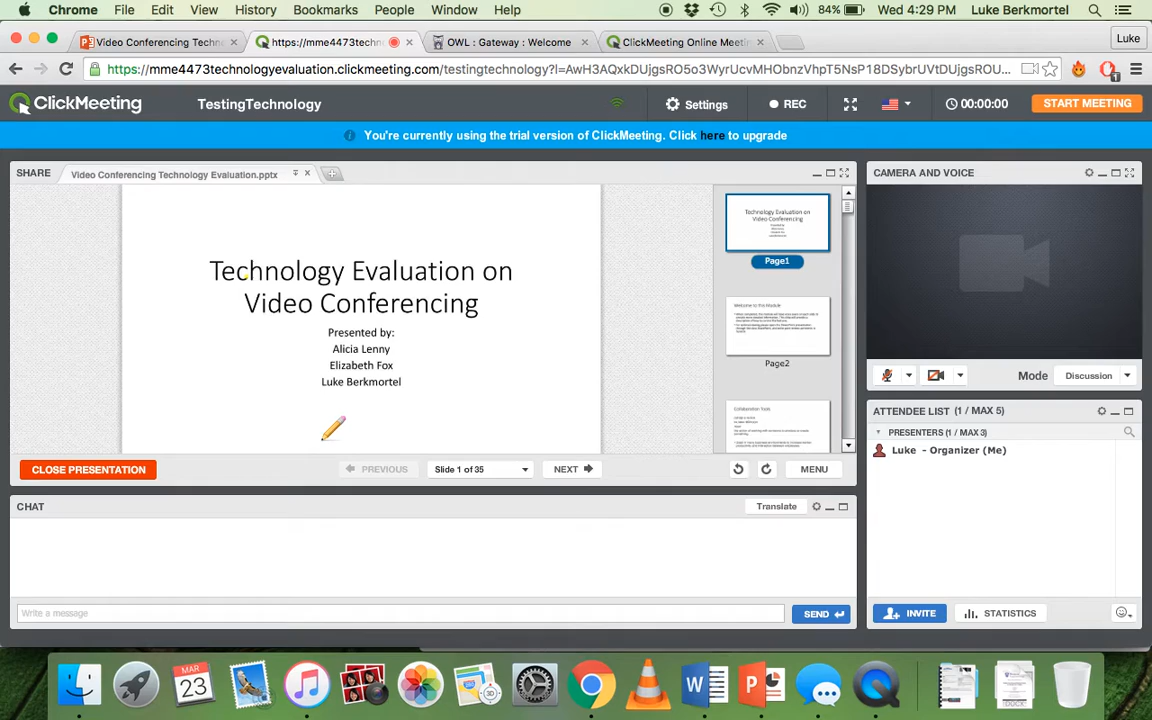 Chrome File Edit View History Bookmarks People Window Help 84% Wed 4:29 PM Luke Berkmortel
Video Conferencing Techn https://mme4473techn OWL : Gateway : Welcome ClickMeeting Online Meeti Luke
https://mme4473technologyevaluation.clickmeeting.com/testingtechnology?l=AwH3AQxkDUjgsRO5o3WyrUcvMHObnzVhpT5NsP18DSybrUVtDUjgsROU...
ClickMeeting TestingTechnology Settings REC 00:00:00 START MEETING
You're currently using the trial version of ClickMeeting. Click here to upgrade
SHARE Video Conferencing Technology Evaluation.pptx CAMERA AND VOICE
Technology Evaluation on
Video Conferencing
Presented by:
Alicia Lenny
Elizabeth Fox
Luke Berkmortel
Technology Evaluation on
Video Conferencing
Page1
Welcome to this Module
Page2
Collaboration Tools
Mode Discussion
ATTENDEE LIST (1 / MAX 5)
PRESENTERS (1 / MAX 3)
Luke - Organizer (Me)
CLOSE PRESENTATION PREVIOUS Slide 1 of 35 NEXT MENU
CHAT Translate
Write a message SEND
INVITE STATISTICS
MAR
23
3D
DOCX